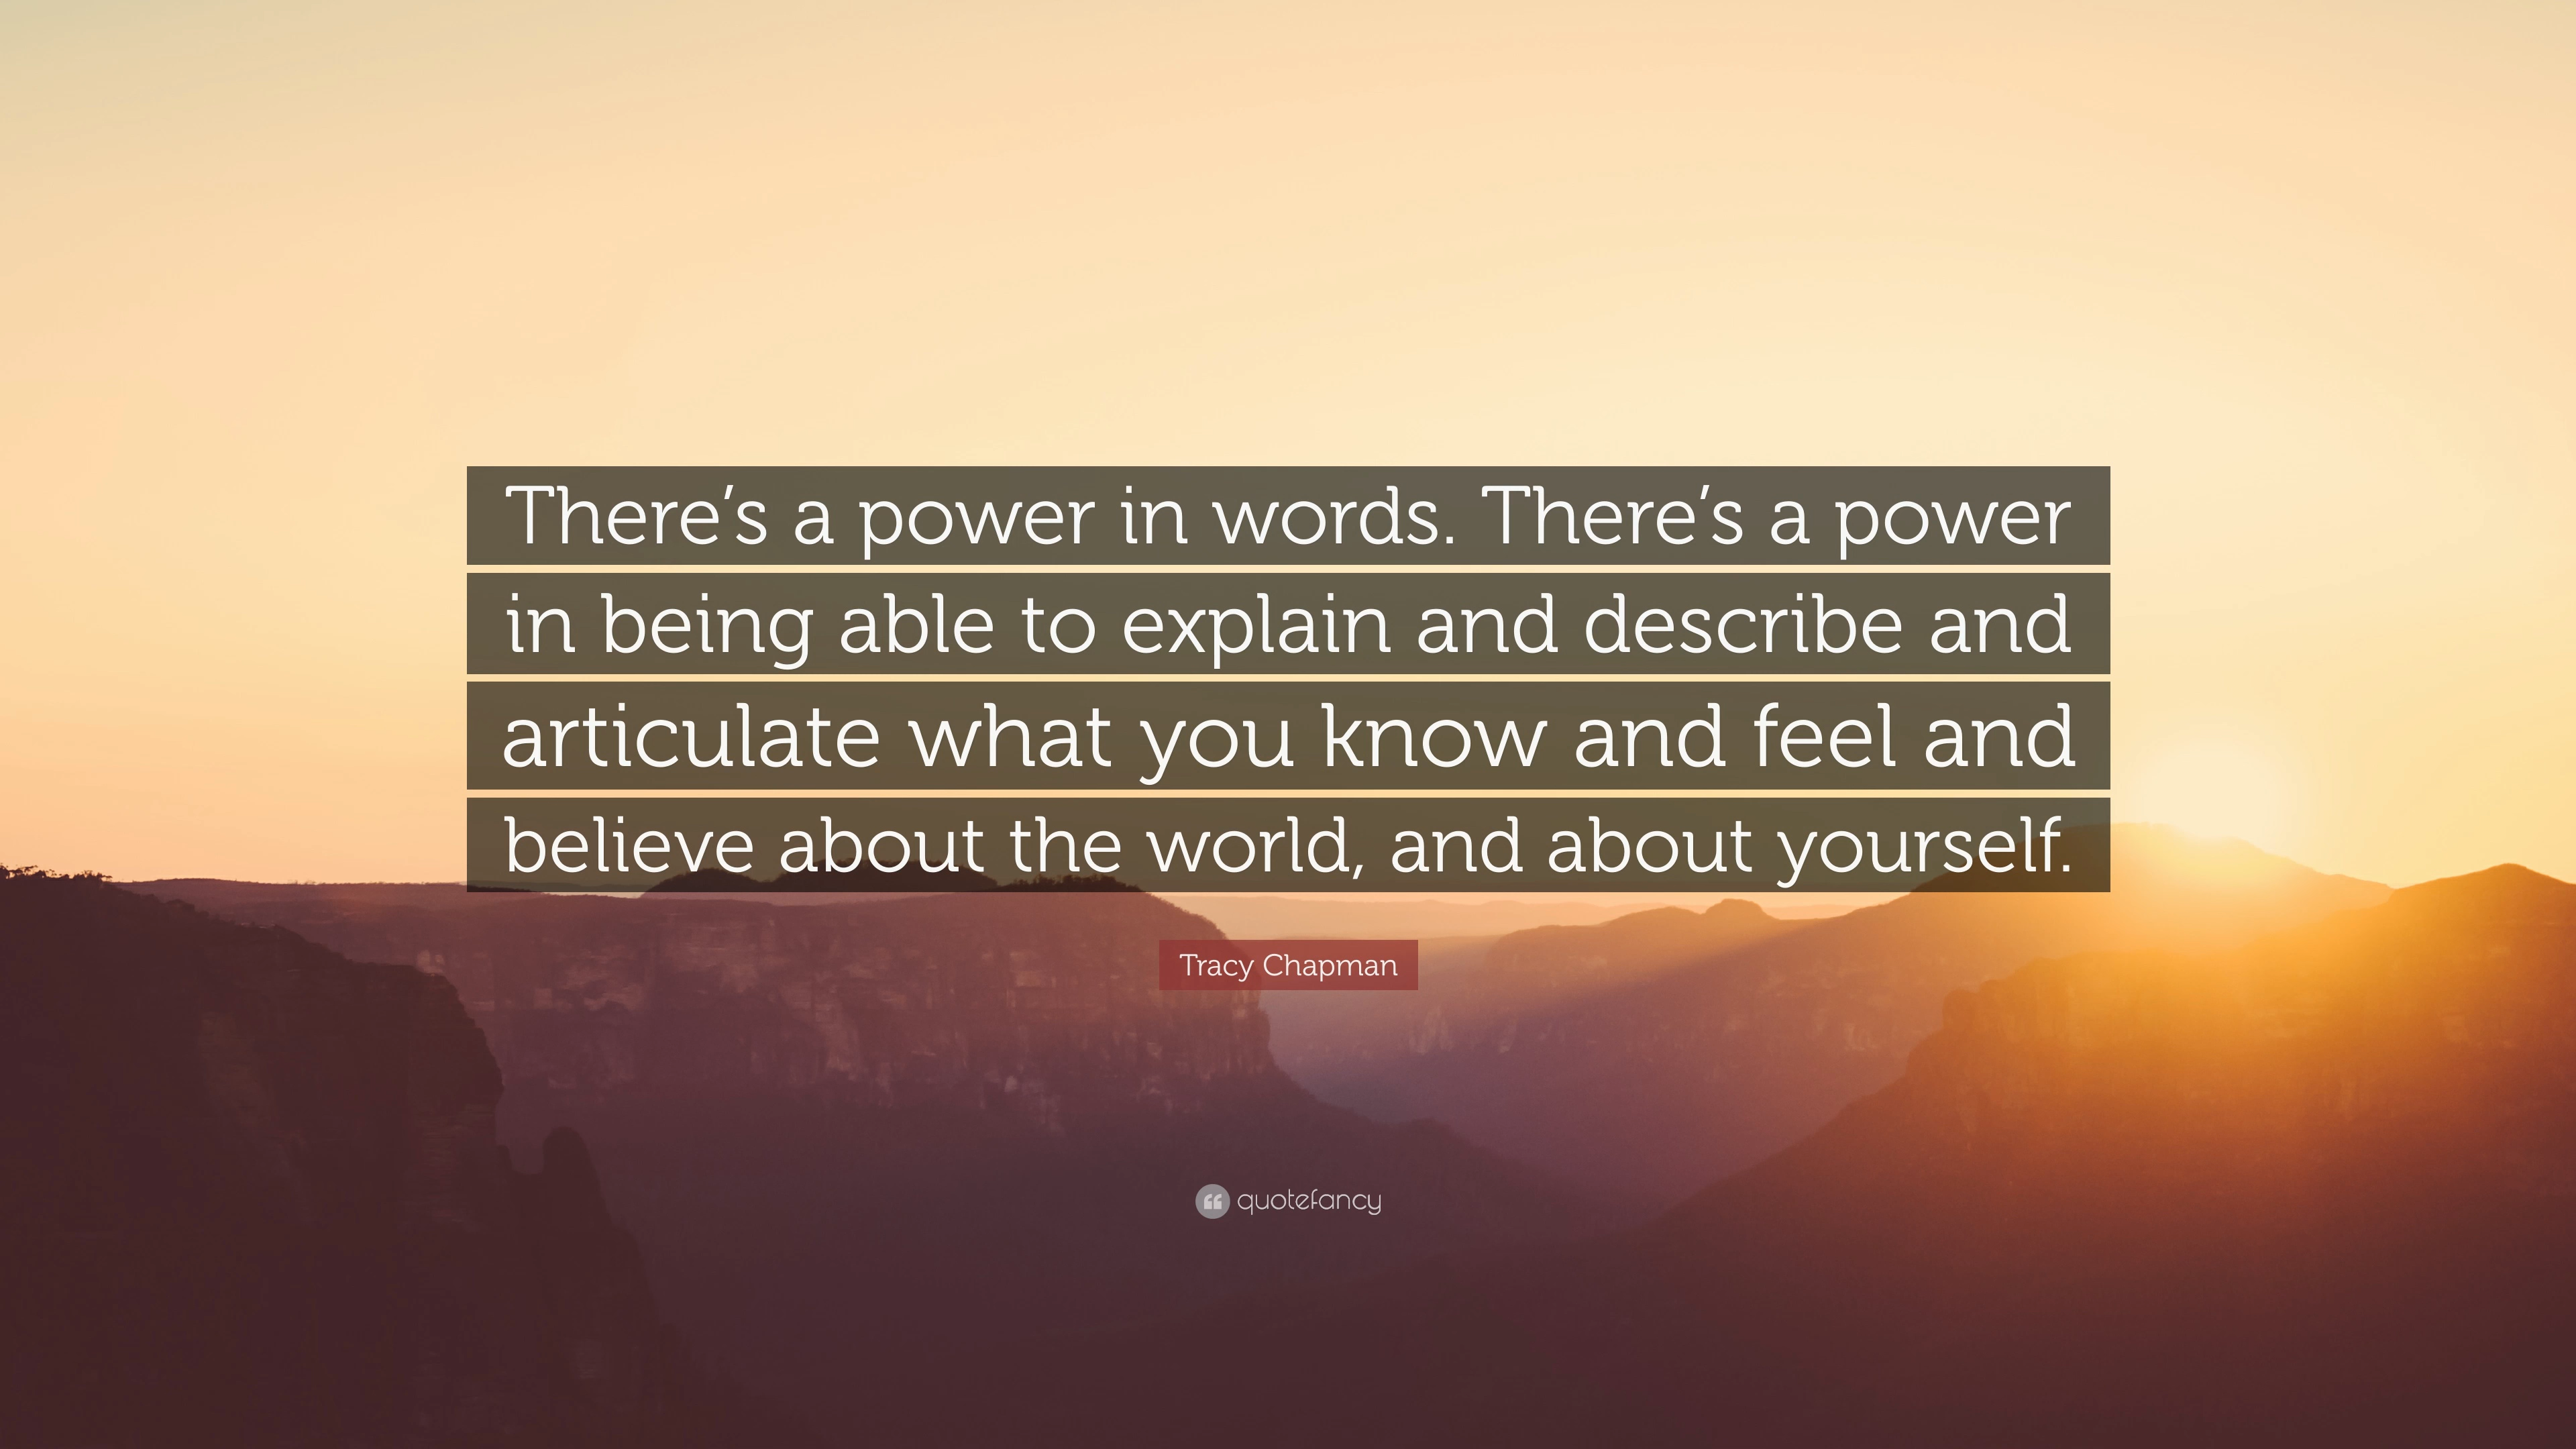 There’s a power in words. There’s a power
in being able to explain and describe and
articulate what you know and feel and
believe about the world, and about yourself.
Tracy Chapman
quotefancy